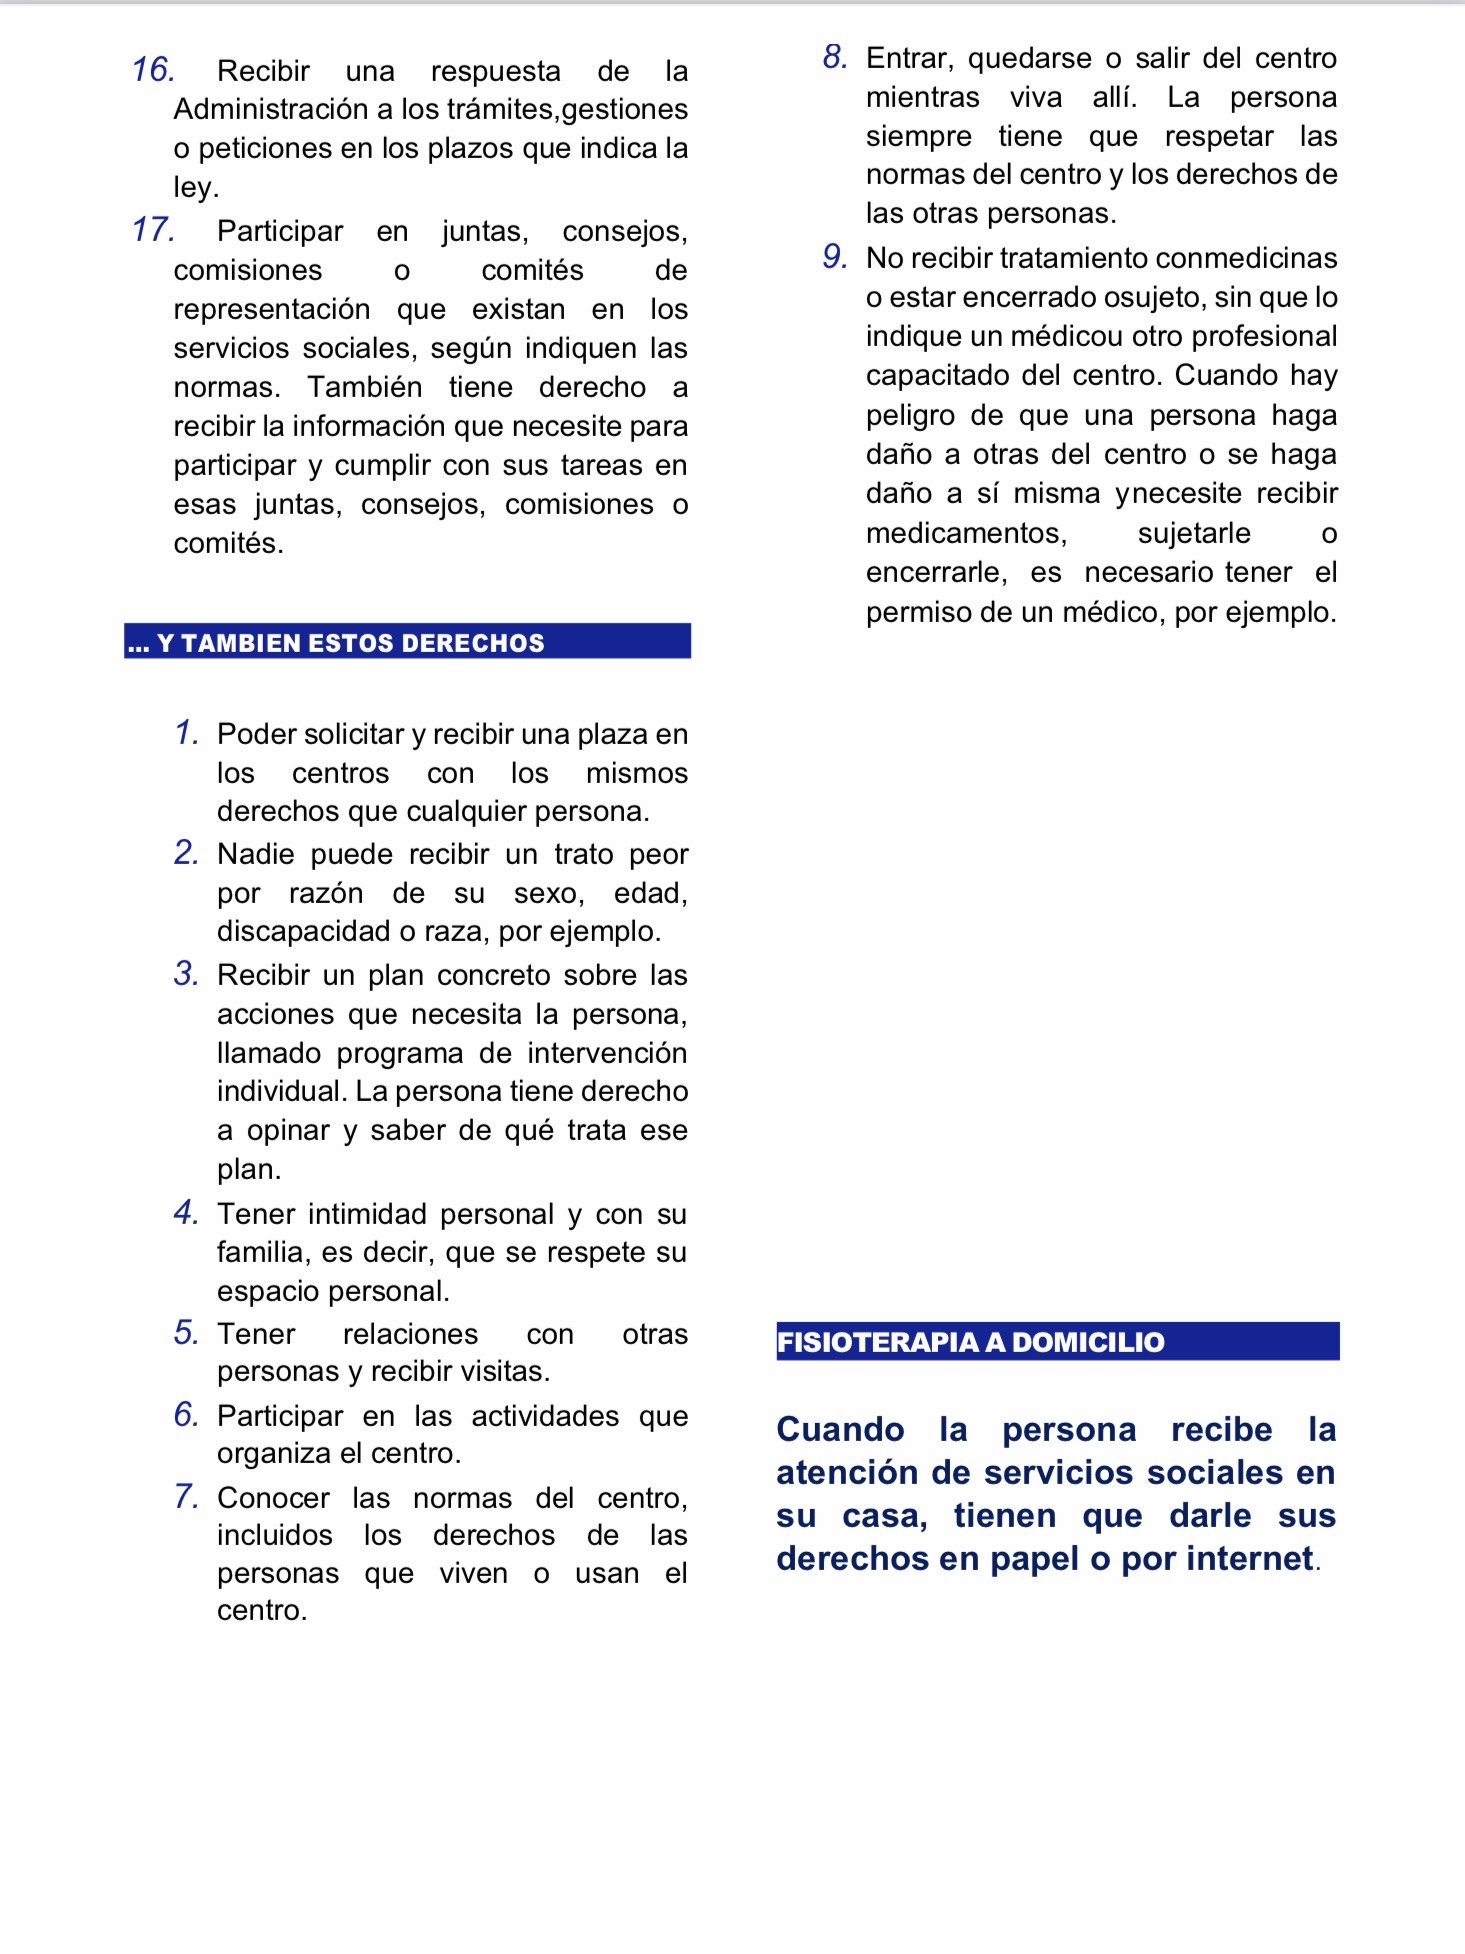 16. Recibir una respuesta de la
Administración a los trámites,gestiones
o peticiones en los plazos que indica la
ley.
17. Participar en juntas, consejos,
comisiones o comités de
representación que existan en los
servicios sociales, según indiquen las
normas. También tiene derecho a
recibir la información que necesite para
participar y cumplir con sus tareas en
esas juntas, consejos, comisiones o
comités.
... Y TAMBIEN ESTOS DERECHOS
1. Poder solicitar y recibir una plaza en
los centros con los mismos
derechos que cualquier persona.
2. Nadie puede recibir un trato peor
por razón de su sexo, edad,
discapacidad o raza, por ejemplo.
3. Recibir un plan concreto sobre las
acciones que necesita la persona,
llamado programa de intervención
individual. La persona tiene derecho
a opinar y saber de qué trata ese
plan.
4. Tener intimidad personal y con su
familia, es decir, que se respete su
espacio personal.
5. Tener relaciones con otras
personas y recibir visitas.
6. Participar en las actividades que
organiza el centro.
7. Conocer las normas del centro,
incluidos los derechos de las
personas que viven o usan el
centro.
8. Entrar, quedarse o salir del centro
mientras viva allí. La persona
siempre tiene que respetar las
normas del centro y los derechos de
las otras personas.
9. No recibir tratamiento conmedicinas
o estar encerrado osujeto, sin que lo
indique un médicou otro profesional
capacitado del centro. Cuando hay
peligro de que una persona haga
daño a otras del centro o se haga
daño a sí misma ynecesite recibir
medicamentos, sujetarle o
encerrarle, es necesario tener el
permiso de un médico, por ejemplo.
FISIOTERAPIA A DOMICILIO
Cuando la persona recibe la
atención de servicios sociales en
su casa, tienen que darle sus
derechos en papel o por internet.